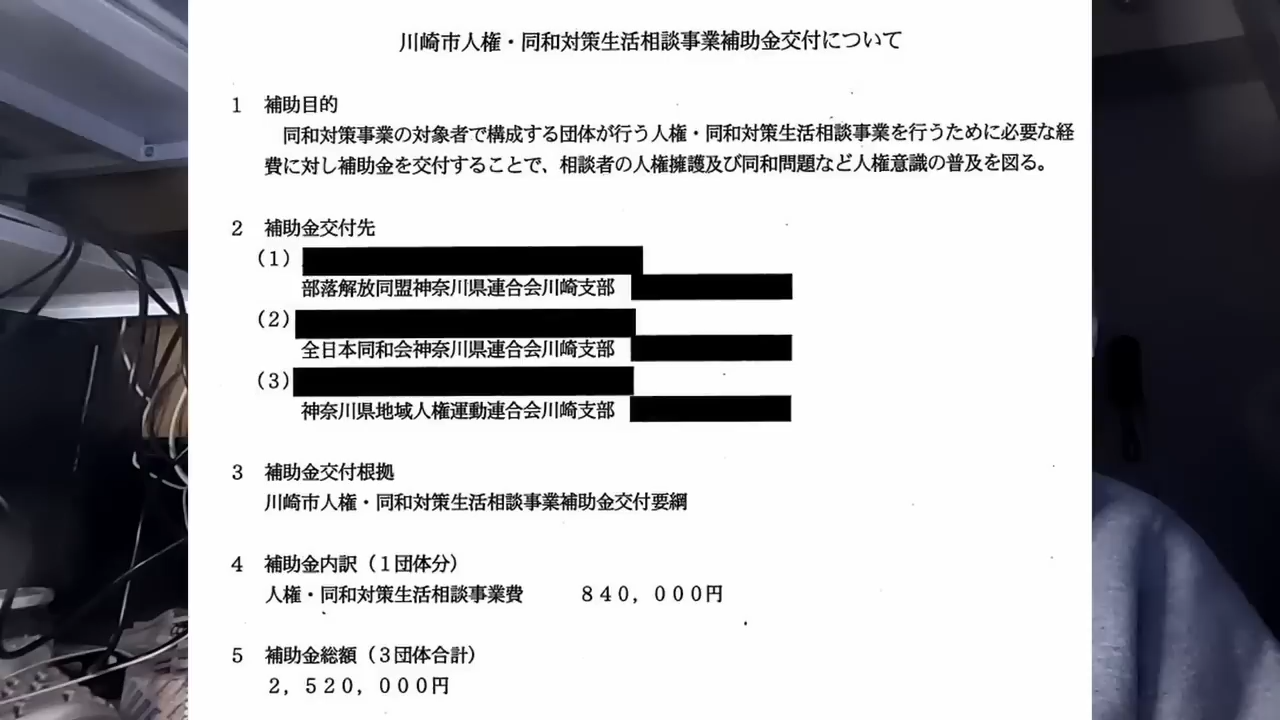 川崎市人権・同和対策生活相談事業補助金交付について
1 補助目的
同和対策事業の対象者で構成する団体が行う人権・同和対策生活相談事業を行うために必要な経
費に対し補助金を交付することで、相談者の人権擁護及び同和問題など人権意識の普及を図る。
2 補助金交付先
(1)
部落解放同盟神奈川県連合会川崎支部
(2)
全日本同和会神奈川県連合会川崎支部
(3)
神奈川県地域人権運動連合会川崎支部
3 補助金交付根拠
川崎市人権・同和対策生活相談事業補助金交付要綱
4 補助金内訳(1団体分)
人権・同和対策生活相談事業費 840,000円
5 補助金総額(3団体合計)
2,520,000円